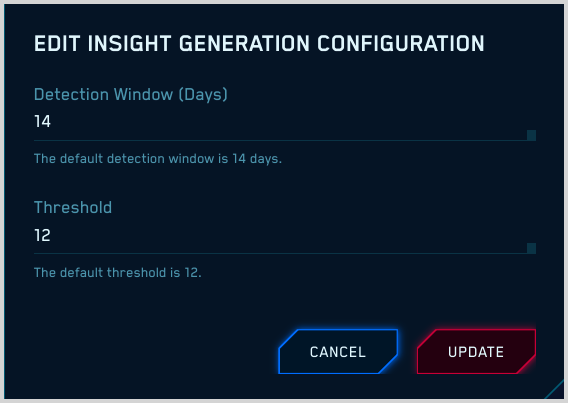 EDIT INSIGHT GENERATION CONFIGURATION
Detection Window (Days)
14
The default detection window is 14 days.
Threshold
12
The default threshold is 12.
CANCEL UPDATE